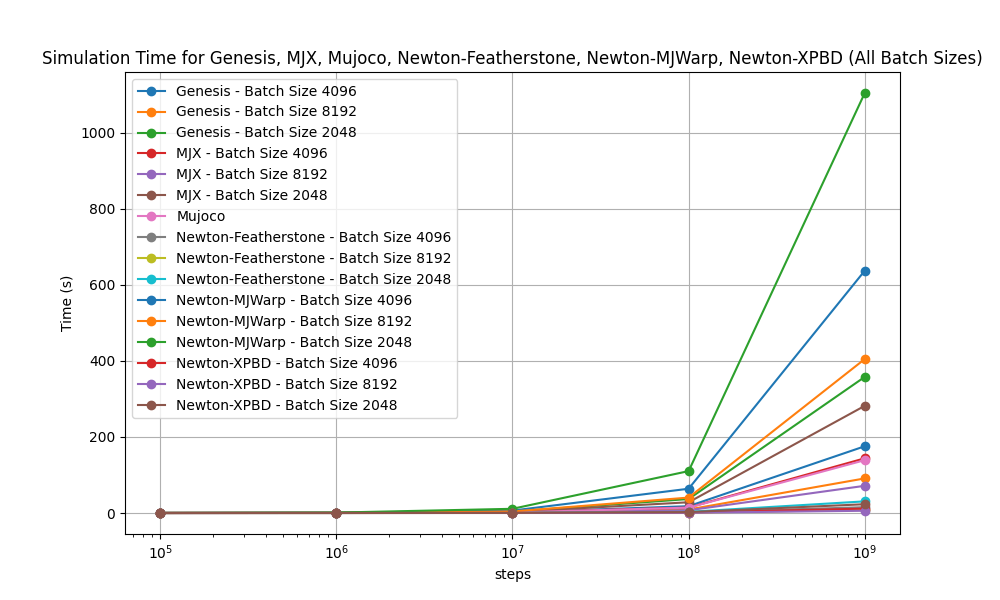 Simulation Time for Genesis, MJX, Mujoco, Newton-Featherstone, Newton-MJWarp, Newton-XPBD (All Batch Sizes)
Genesis - Batch Size 4096
Genesis - Batch Size 8192
Genesis - Batch Size 2048
MJX - Batch Size 4096
MJX - Batch Size 8192
MJX - Batch Size 2048
Mujoco
Newton-Featherstone - Batch Size 4096
Newton-Featherstone - Batch Size 8192
Newton-Featherstone - Batch Size 2048
Newton-MJWarp - Batch Size 4096
Newton-MJWarp - Batch Size 8192
Newton-MJWarp - Batch Size 2048
Newton-XPBD - Batch Size 4096
Newton-XPBD - Batch Size 8192
Newton-XPBD - Batch Size 2048
Time (s)
1000
800
600
400
200
0
10⁵ 10⁶ 10⁷ 10⁸ 10⁹
steps